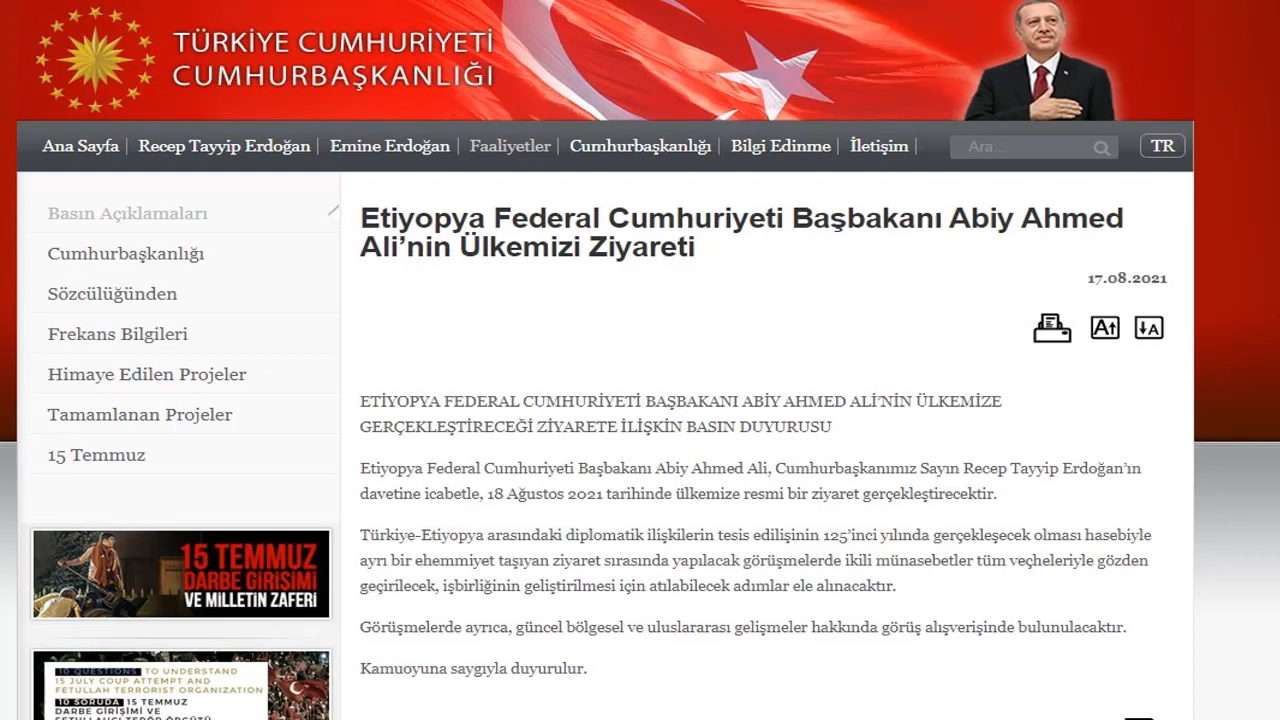 TÜRKİYE CUMHURİYETİ
CUMHURBAŞKANLIĞI
Ana Sayfa | Recep Tayyip Erdoğan | Emine Erdoğan | Faaliyetler | Cumhurbaşkanlığı | Bilgi Edinme | İletişim |
Ara...
TR
Basın Açıklamaları
Cumhurbaşkanlığı
Sözcülüğünden
Frekans Bilgileri
Himaye Edilen Projeler
Tamamlanan Projeler
15 Temmuz
15 TEMMUZ
DARBE GİRİŞİMİ
VE MİLLETİN ZAFERİ
10 QUESTIONS TO UNDERSTAND
15 JULY COUP ATTEMPT AND
FETULLAH TERRORIST ORGANIZATION
10 SORUDA 15 TEMMUZ
DARBE GİRİŞİMİ VE
FETULLAHÇI TERÖR ÖRGÜTÜ
Etiyopya Federal Cumhuriyeti Başbakanı Abiy Ahmed
Ali’nin Ülkemizi Ziyareti
17.08.2021
A
A
ETİYOPYA FEDERAL CUMHURİYETİ BAŞBAKANI ABİY AHMED ALİ’NİN ÜLKEMİZE
GERÇEKLEŞTİRECEĞİ ZİYARETE İLİŞKİN BASIN DUYURUSU
Etiyopya Federal Cumhuriyeti Başbakanı Abiy Ahmed Ali, Cumhurbaşkanımız Sayın Recep Tayyip Erdoğan’ın
davetine icabetle, 18 Ağustos 2021 tarihinde ülkemize resmi bir ziyaret gerçekleştirecektir.
Türkiye-Etiyopya arasındaki diplomatik ilişkilerin tesis edilişinin 125’inci yılında gerçekleşecek olması hasebiyle
ayrı bir ehemmiyet taşıyan ziyaret sırasında yapılacak görüşmelerde ikili münasebetler tüm veçheleriyle gözden
geçirilecek, işbirliğinin geliştirilmesi için atılabilecek adımlar ele alınacaktır.
Görüşmelerde ayrıca, güncel bölgesel ve uluslararası gelişmeler hakkında görüş alışverişinde bulunulacaktır.
Kamuoyuna saygıyla duyurulur.